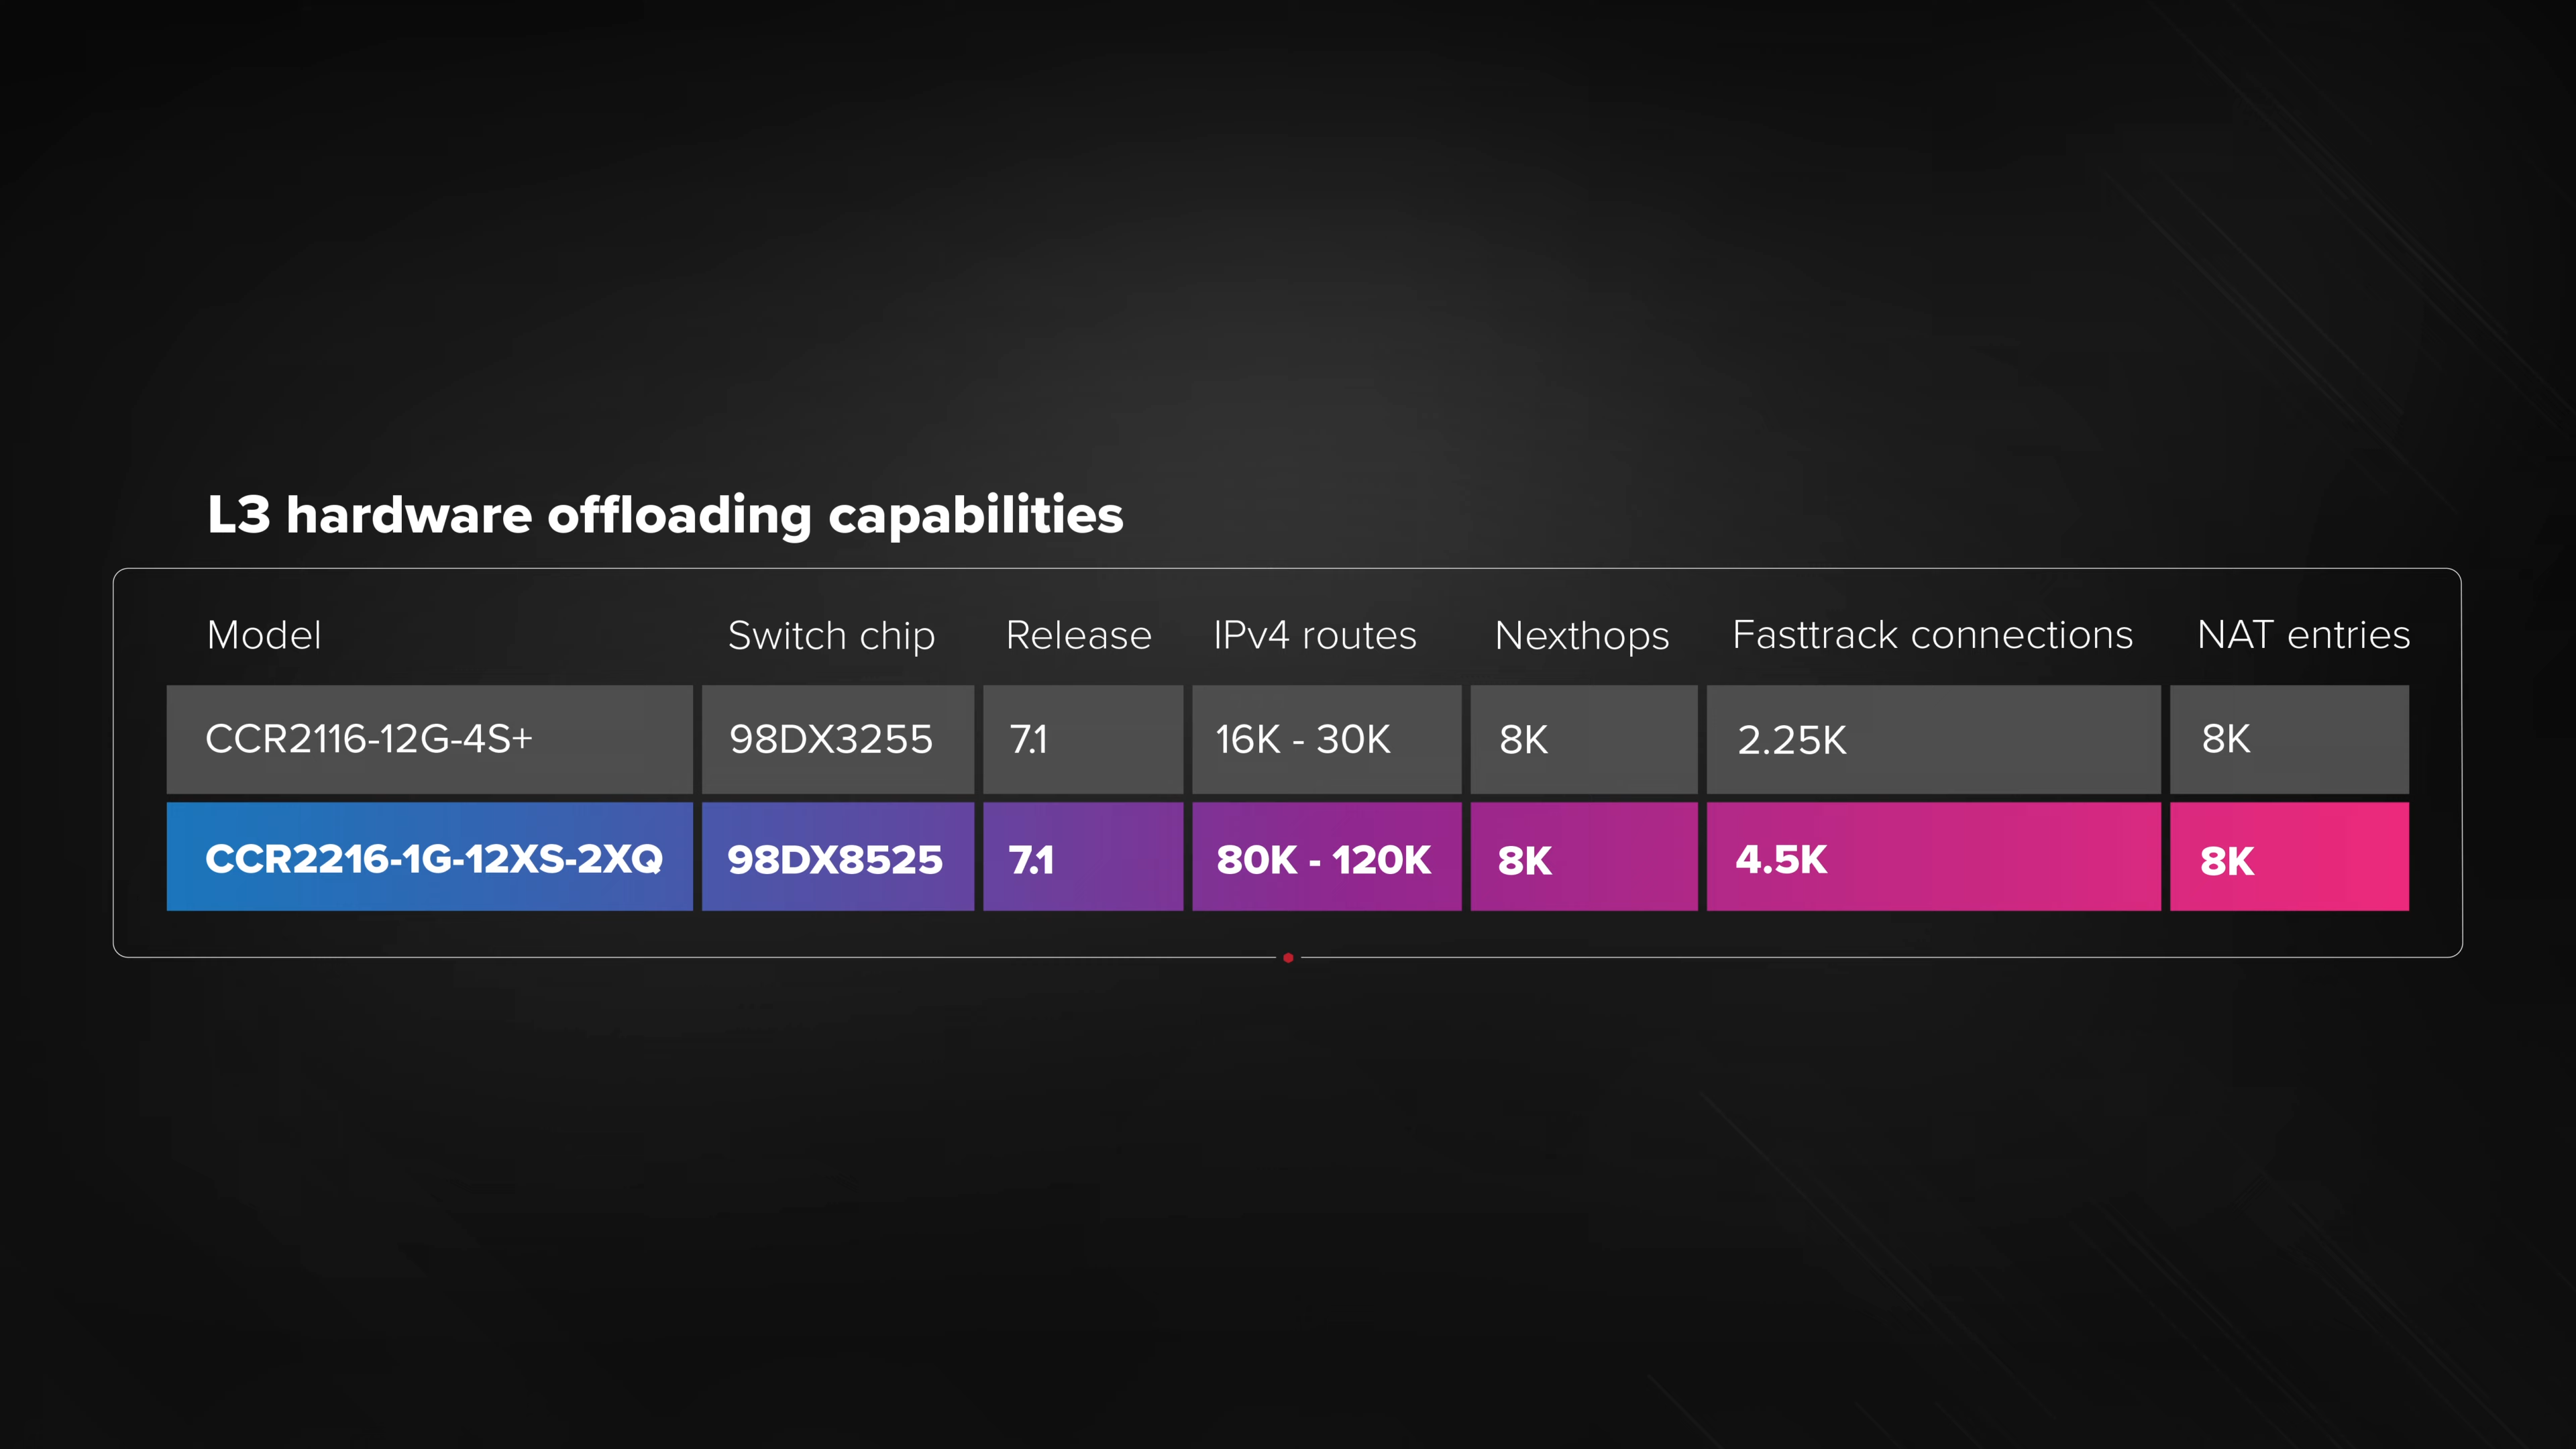 L3 hardware offloading capabilities
Model Switch chip Release IPv4 routes Nexthops Fasttrack connections NAT entries
CCR2116-12G-4S+ 98DX3255 7.1 16K - 30K 8K 2.25K 8K
CCR2216-1G-12XS-2XQ 98DX8525 7.1 80K - 120K 8K 4.5K 8K